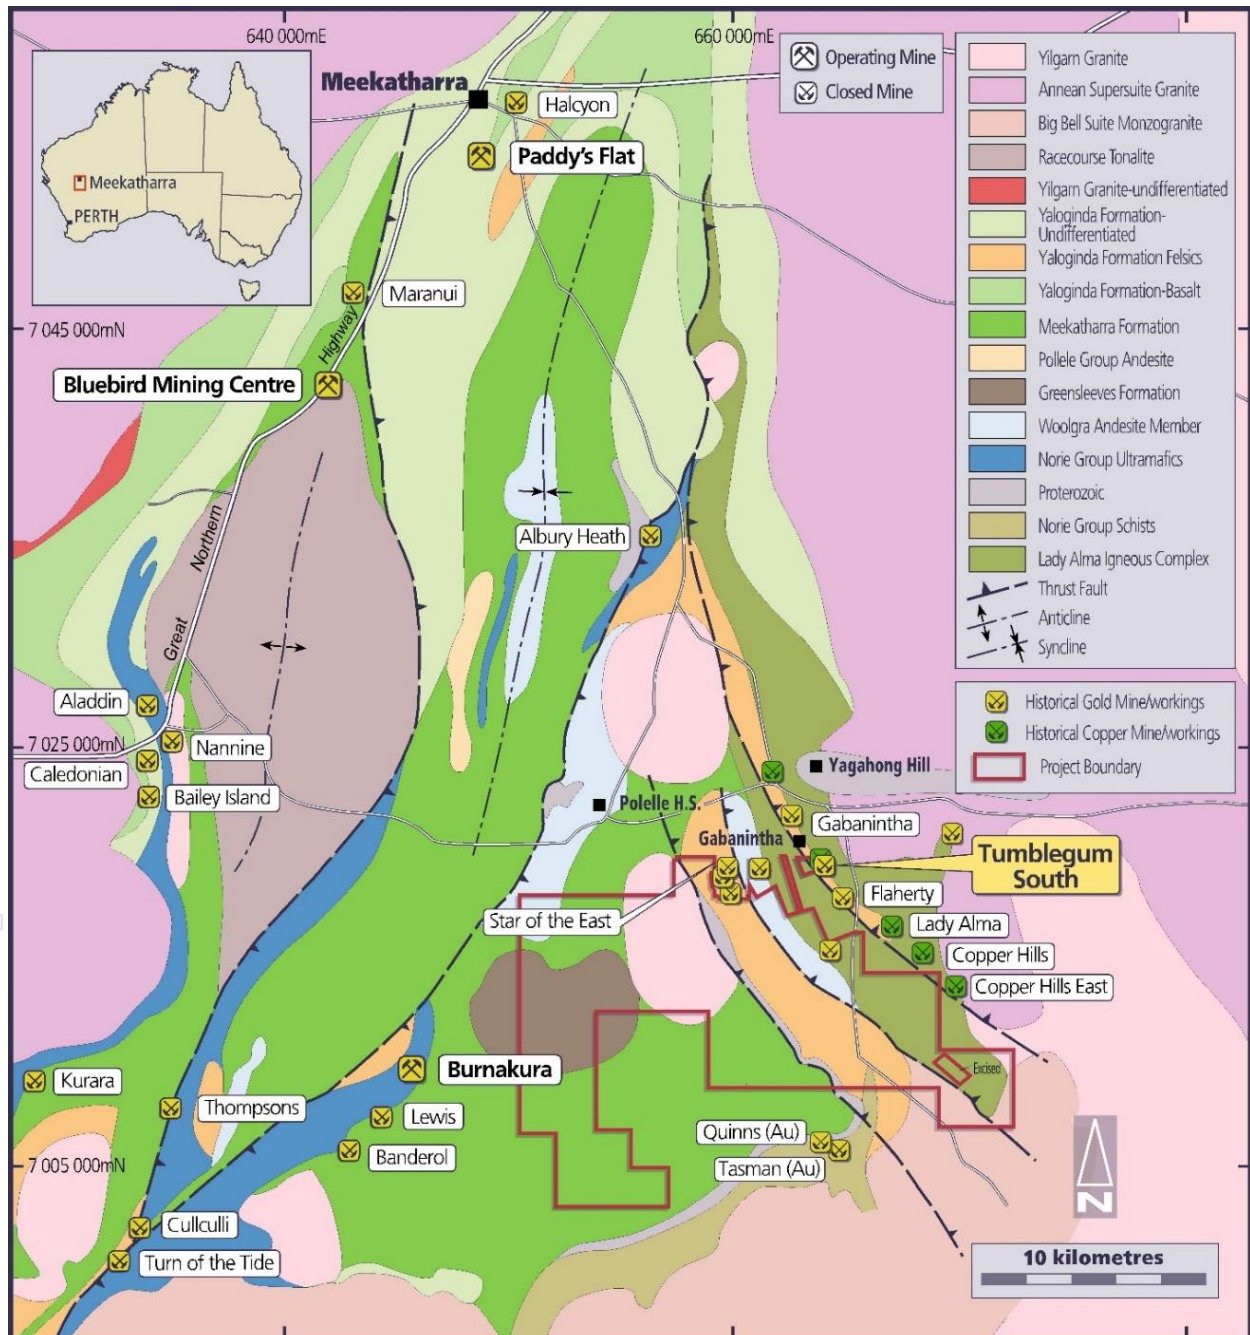 640 000mE
660 000mE
Meekatharra
PERTH
Meekatharra
Halcyon
Paddy's Flat
Operating Mine
Closed Mine
Yilgarn Granite
Annean Supersuite Granite
Big Bell Suite Monzogranite
Racecourse Tonalite
Yilgarn Granite-undifferentiated
Yaloginda Formation-
Undifferentiated
Yaloginda Formation Felsics
Yaloginda Formation-Basalt
Meekatharra Formation
Pollele Group Andesite
Greensleeves Formation
Woolgra Andesite Member
Norie Group Ultramafics
Proterozoic
Norie Group Schists
Lady Alma Igneous Complex
Thrust Fault
Anticline
Syncline
Historical Gold Mine/workings
Historical Copper Mine/workings
Project Boundary
7 045 000mN
Maranui
Bluebird Mining Centre
Great Northern Highway
Albury Heath
Aladdin
7 025 000mN
Nannine
Caledonian
Bailey Island
Yagahong Hill
Polelle H.S.
Gabanintha
Gabanintha
Tumblegum
South
Star of the East
Flaherty
Lady Alma
Copper Hills
Copper Hills East
Excised
Burnakura
Kurara
Thompsons
Lewis
Banderol
Quinns (Au)
Tasman (Au)
7 005 000mN
Cullculli
Turn of the Tide
N
10 kilometres